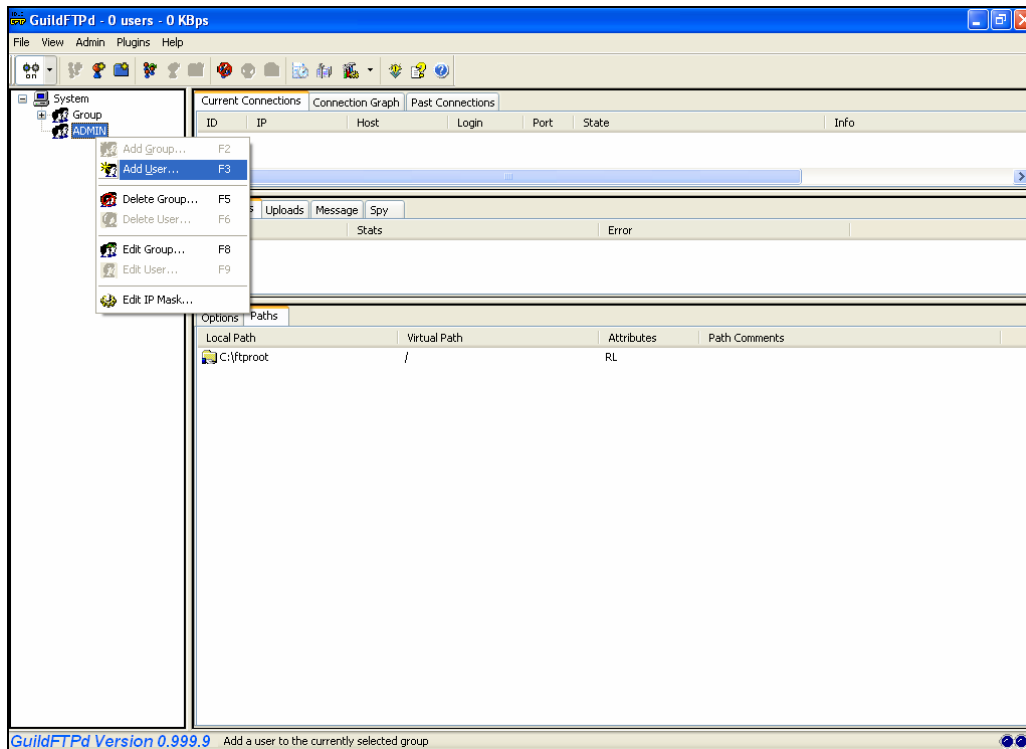 GuildFTPd - 0 users - 0 KBps
File View Admin Plugins Help
System
Group
ADMIN
Add Group... F2
Add User... F3
Delete Group... F5
Delete User... F6
Edit Group... F8
Edit User... F9
Edit IP Mask...
Current Connections Connection Graph Past Connections
ID IP Host Login Port State Info
Uploads Message Spy
Stats Error
Options Paths
Local Path Virtual Path Attributes Path Comments
C:\ftproot / RL
GuildFTPd Version 0.999.9 Add a user to the currently selected group